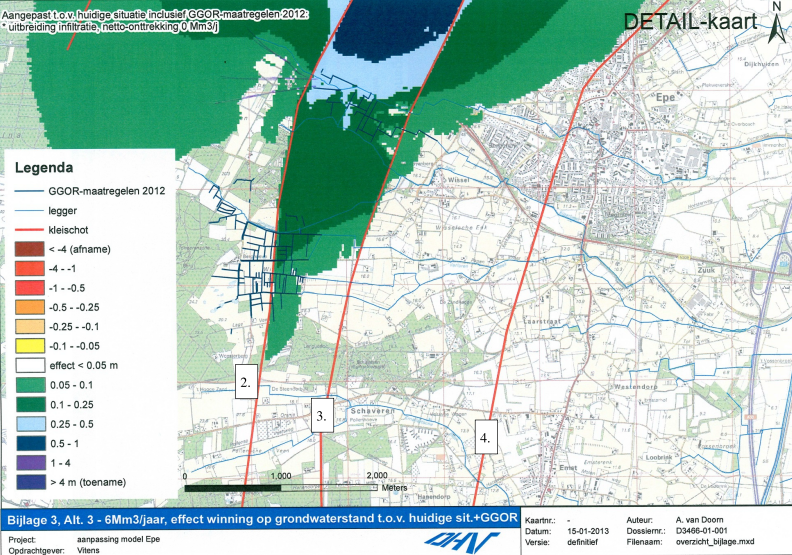 Aangepast t.o.v. huidige situatie inclusief GGOR-maatregelen 2012:
* uitbreiding infiltratie, netto-onttrekking 0 Mm3/j
DETAIL-kaart
N
Dijkhuizen
Epe
Wissel
Zuuk
Laarstraat
Westendorp
Schaveren
Emst
Loobrink
Hanendorp
Legenda
GGOR-maatregelen 2012
legger
kleischot
< -4 (afname)
-4 - -1
-1 - -0.5
-0.5 - -0.25
-0.25 - -0.1
-0.1 - -0.05
effect < 0.05 m
0.05 - 0.1
0.1 - 0.25
0.25 - 0.5
0.5 - 1
1 - 4
> 4 m (toename)
2.
3.
4.
0 1,000 2,000
Meters
Bijlage 3, Alt. 3 - 6Mm3/jaar, effect winning op grondwaterstand t.o.v. huidige sit.+GGOR
Project: aanpassing model Epe
Opdrachtgever: Vitens
DHV
Kaartnr.: - Auteur: A. van Doorn
Datum: 15-01-2013 Dossiernr.: D3466-01-001
Versie: definitief Filenaam: overzicht_bijlage.mxd